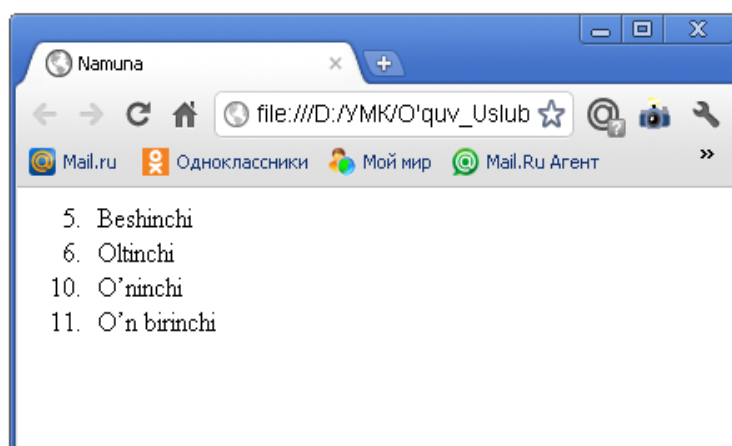 Namuna
file:///D:/УМК/O'quv_Uslub
Mail.ru Одноклассники Мой мир Mail.Ru Агент »
5. Beshinchi
6. Oltinchi
10. O’ninchi
11. O’n birinchi